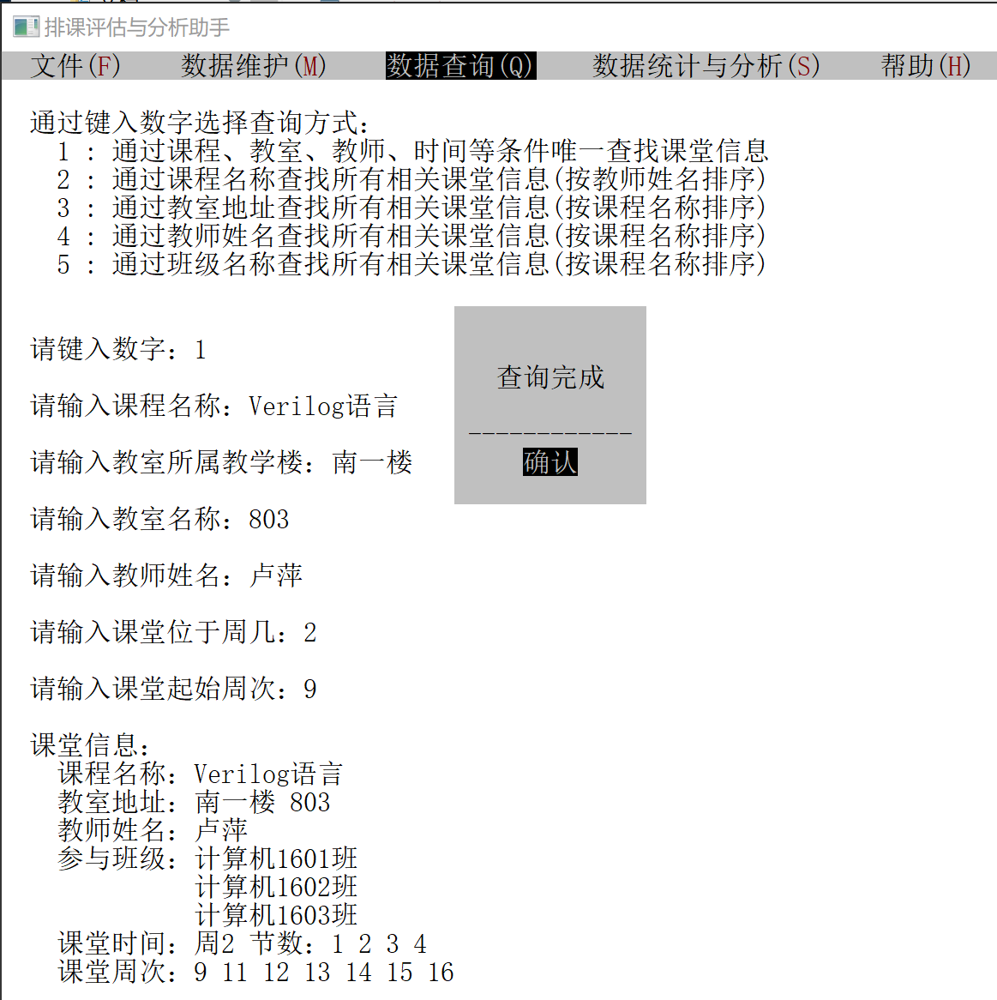 排课评估与分析助手
文件(F) 数据维护(M) 数据查询(Q) 数据统计与分析(S) 帮助(H)
通过键入数字选择查询方式:
1 : 通过课程、教室、教师、时间等条件唯一查找课堂信息
2 : 通过课程名称查找所有相关课堂信息(按教师姓名排序)
3 : 通过教室地址查找所有相关课堂信息(按课程名称排序)
4 : 通过教师姓名查找所有相关课堂信息(按课程名称排序)
5 : 通过班级名称查找所有相关课堂信息(按课程名称排序)
请键入数字: 1
查询完成
------------
确认
请输入课程名称: Verilog语言
请输入教室所属教学楼: 南一楼
请输入教室名称: 803
请输入教师姓名: 卢萍
请输入课堂位于周几: 2
请输入课堂起始周次: 9
课堂信息:
课程名称: Verilog语言
教室地址: 南一楼 803
教师姓名: 卢萍
参与班级: 计算机1601班
计算机1602班
计算机1603班
课堂时间: 周2 节数: 1 2 3 4
课堂周次: 9 11 12 13 14 15 16